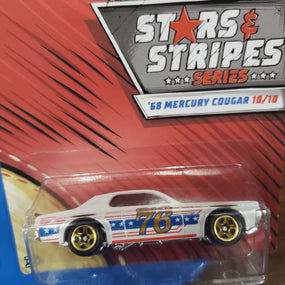 STARS &
STRIPES
SERIES
'68 MERCURY COUGAR 10/10
76